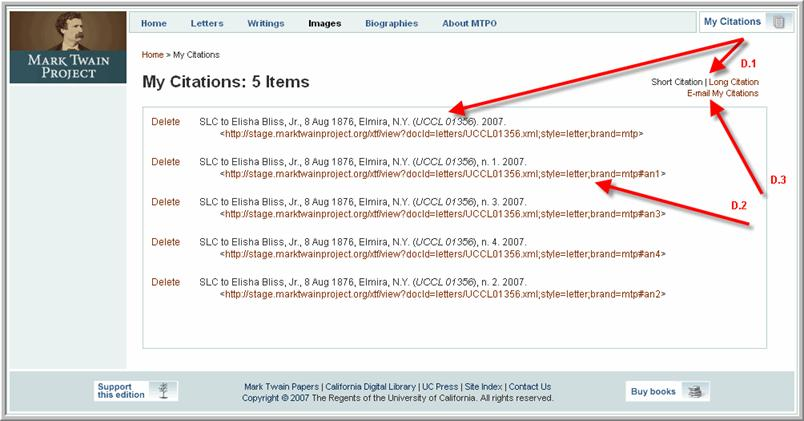 Home Letters Writings Images Biographies About MTPO My Citations
MARK TWAIN
PROJECT
Home > My Citations
D.1
My Citations: 5 Items
Short Citation | Long Citation
E-mail My Citations
Delete SLC to Elisha Bliss, Jr., 8 Aug 1876, Elmira, N.Y. (UCCL 01356). 2007.
<http://stage.marktwainproject.org/xtf/view?docId=letters/UCCL01356.xml;style=letter;brand=mtp>
Delete SLC to Elisha Bliss, Jr., 8 Aug 1876, Elmira, N.Y. (UCCL 01356), n. 1. 2007.
<http://stage.marktwainproject.org/xtf/view?docId=letters/UCCL01356.xml;style=letter;brand=mtp#an1>
D.3
D.2
Delete SLC to Elisha Bliss, Jr., 8 Aug 1876, Elmira, N.Y. (UCCL 01356), n. 3. 2007.
<http://stage.marktwainproject.org/xtf/view?docId=letters/UCCL01356.xml;style=letter;brand=mtp#an3>
Delete SLC to Elisha Bliss, Jr., 8 Aug 1876, Elmira, N.Y. (UCCL 01356), n. 4. 2007.
<http://stage.marktwainproject.org/xtf/view?docId=letters/UCCL01356.xml;style=letter;brand=mtp#an4>
Delete SLC to Elisha Bliss, Jr., 8 Aug 1876, Elmira, N.Y. (UCCL 01356), n. 2. 2007.
<http://stage.marktwainproject.org/xtf/view?docId=letters/UCCL01356.xml;style=letter;brand=mtp#an2>
Support
this edition
Mark Twain Papers | California Digital Library | UC Press | Site Index | Contact Us
Copyright © 2007 The Regents of the University of California. All rights reserved.
Buy books